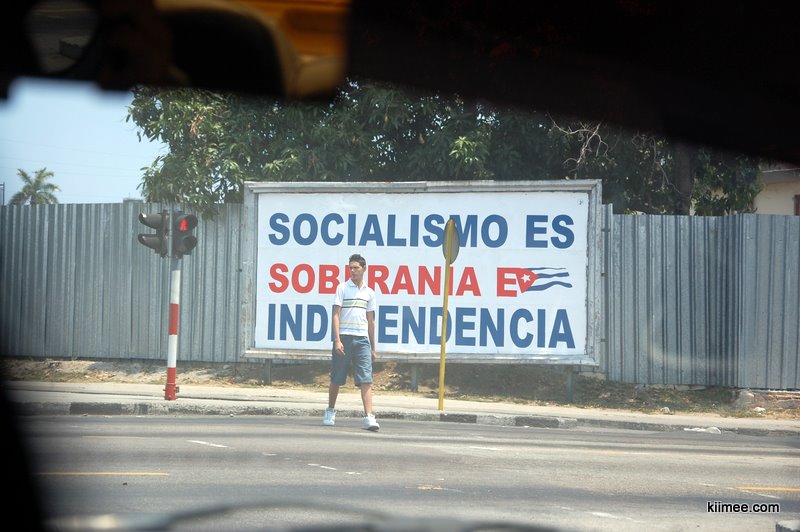 SOCIALISMO ES
SOBERANIA E
INDEPENDENCIA
kiimee.com